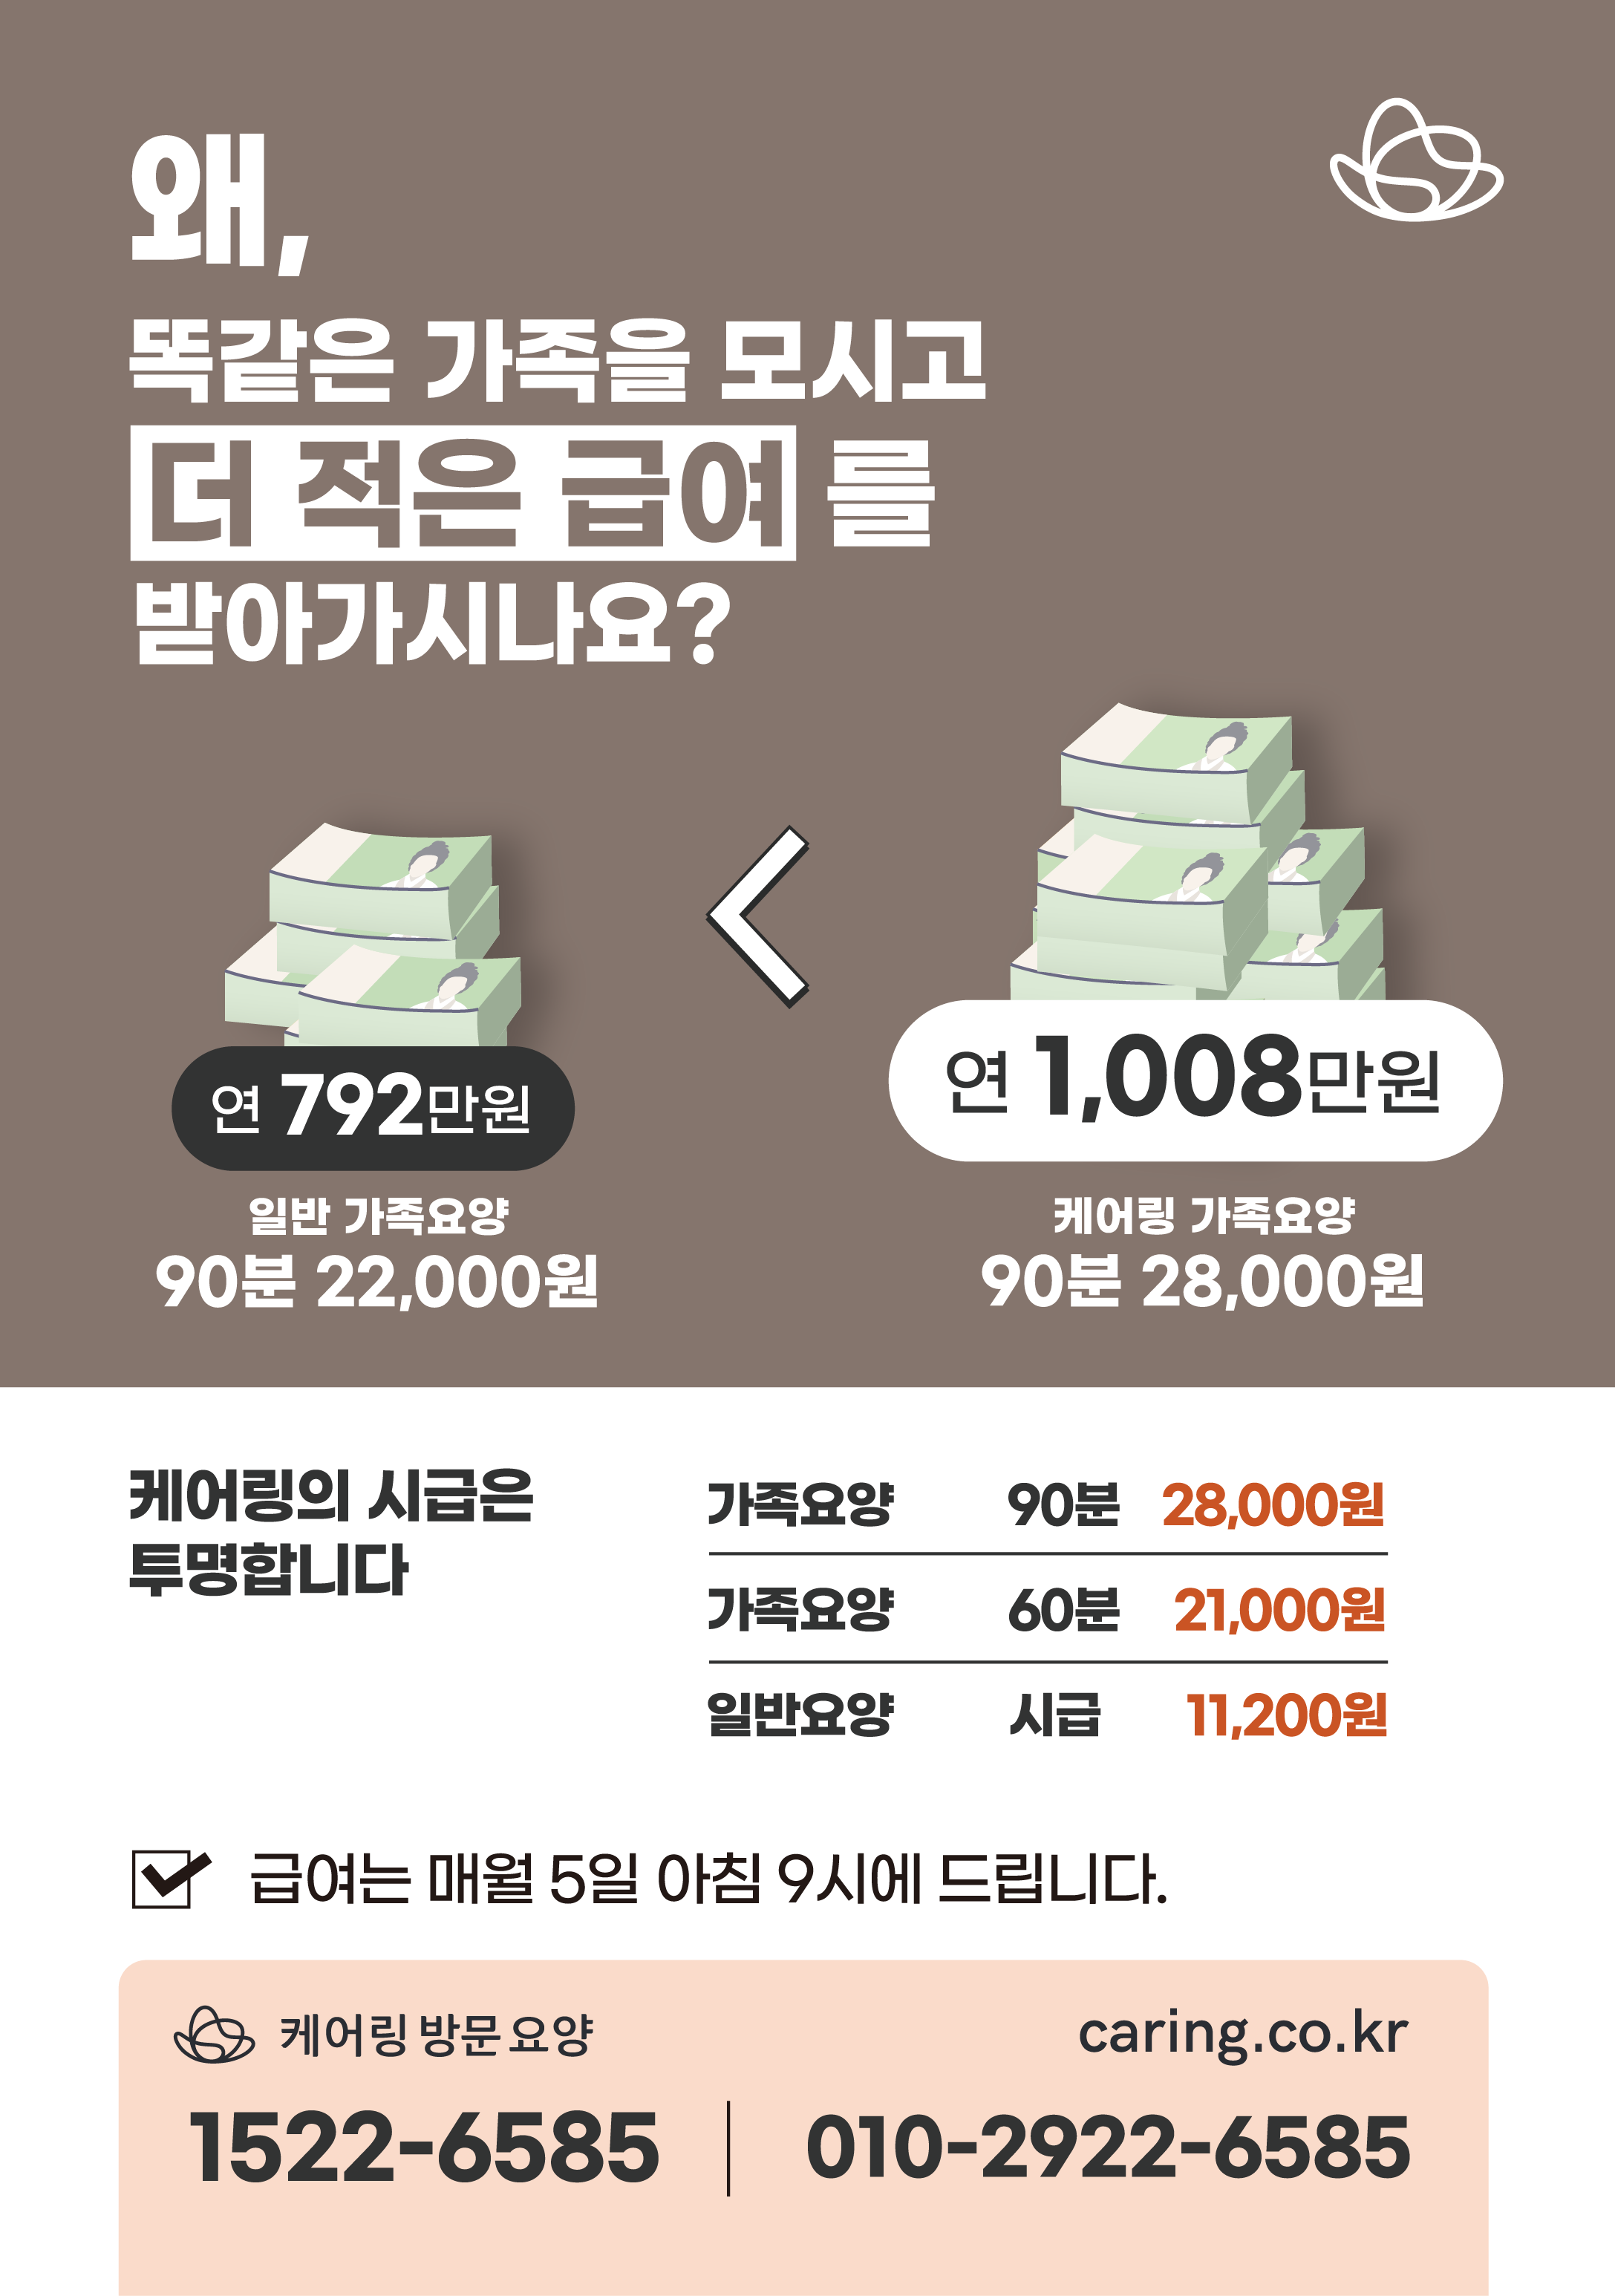 왜,
똑같은 가족을 모시고
더 적은 급여 를
받아가시나요?
연 792만원
일반 가족요양
90분 22,000원
연 1,008만원
케어링 가족요양
90분 28,000원
케어링의 시급은
투명합니다
가족요양 90분 28,000원
가족요양 60분 21,000원
일반요양 시급 11,200원
급여는 매월 5일 아침 9시에 드립니다.
케어링 방문 요양
caring.co.kr
1522-6585
010-2922-6585